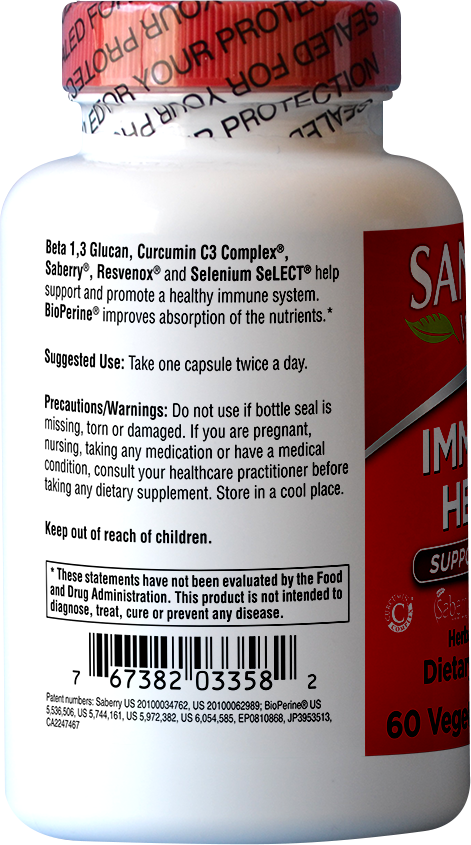 SEALED FOR YOUR PROTECTION
Beta 1,3 Glucan, Curcumin C3 Complex®,
Saberry®, Resvenox® and Selenium SeLECT® help
support and promote a healthy immune system.
BioPerine® improves absorption of the nutrients.*
Suggested Use: Take one capsule twice a day.
Precautions/Warnings: Do not use if bottle seal is
missing, torn or damaged. If you are pregnant,
nursing, taking any medication or have a medical
condition, consult your healthcare practitioner before
taking any dietary supplement. Store in a cool place.
Keep out of reach of children.
* These statements have not been evaluated by the Food
and Drug Administration. This product is not intended to
diagnose, treat, cure or prevent any disease.
7 67382 03358 2
Patent numbers: Saberry US 20100034762, US 20100062989; BioPerine® US
5,536,506, US 5,744,161, US 5,972,382, US 6,054,585, EP0810868, JP3953513,
CA2247467
SAN
IMM
HE
SUPPO
C3
Herb
Dietar
60 Vege